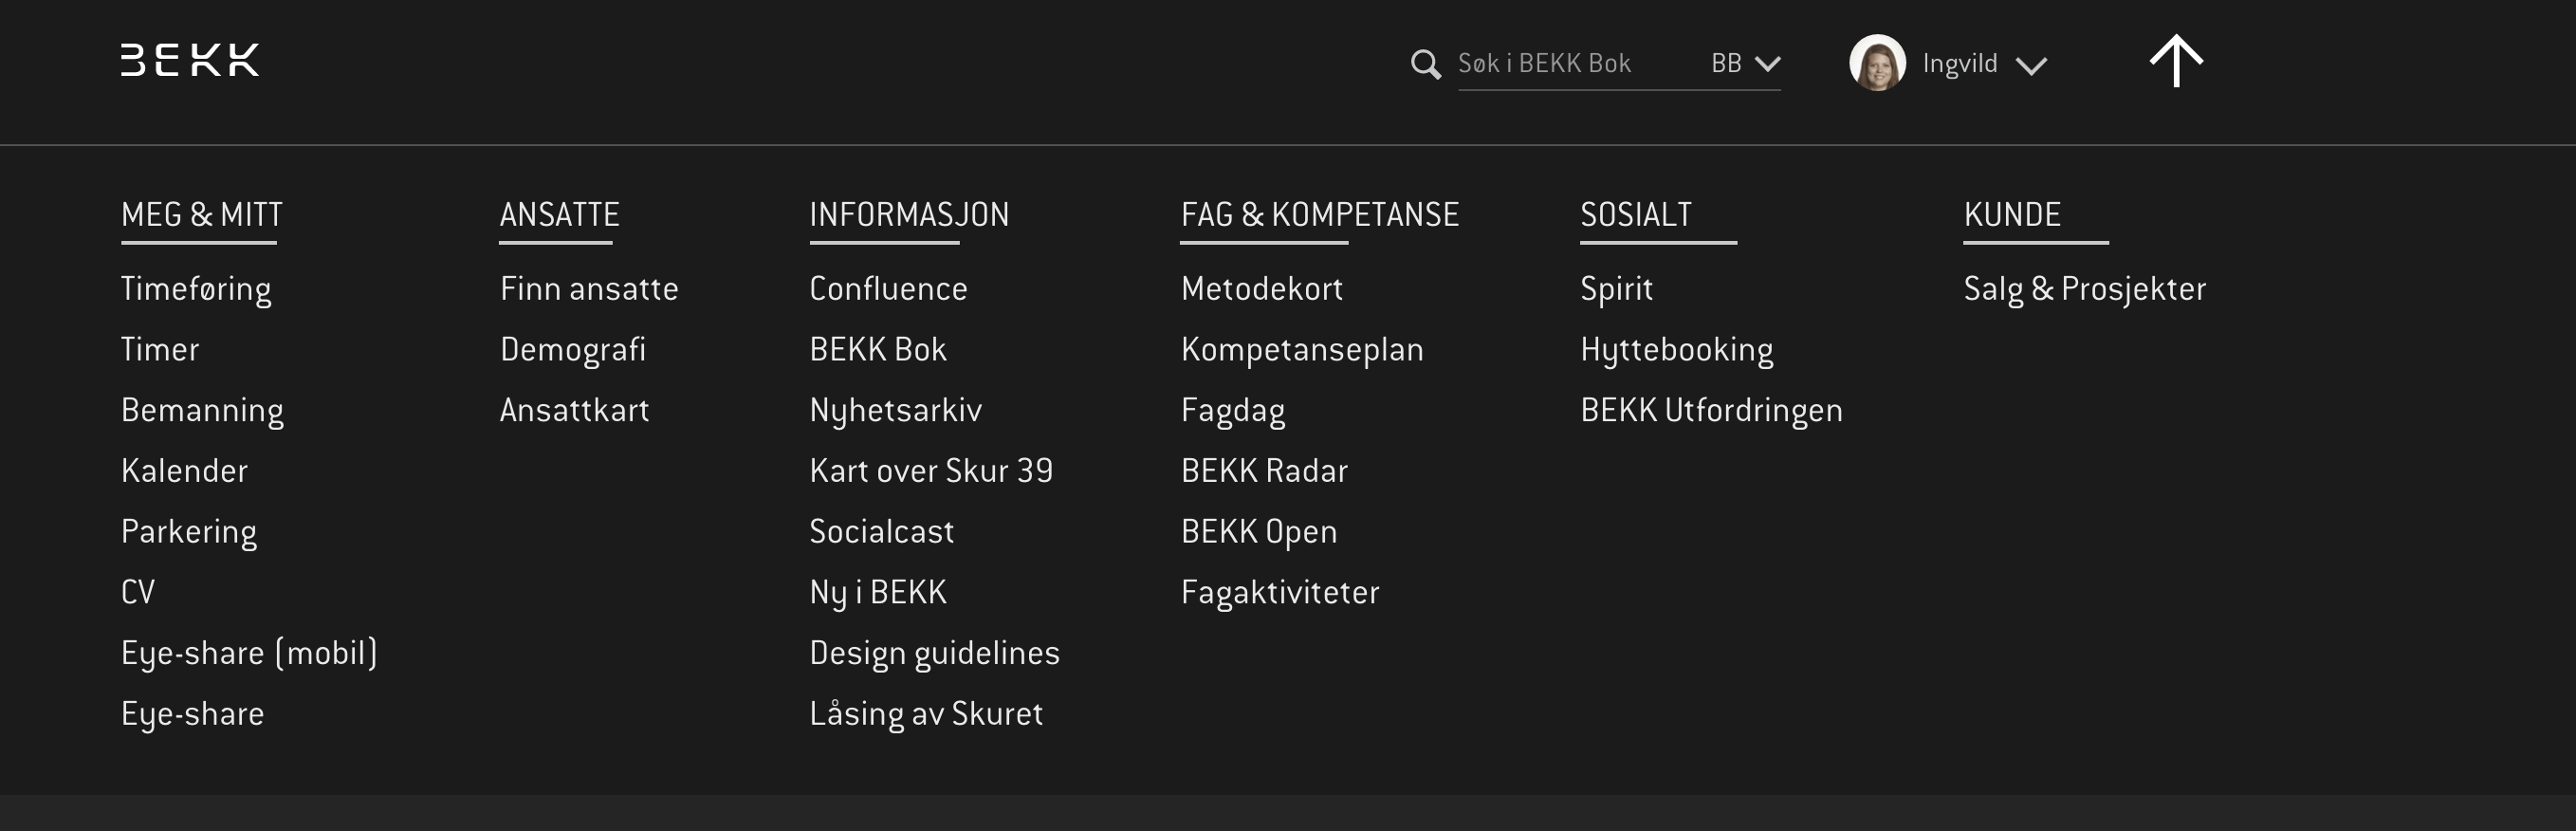 BEKK
Søk i BEKK Bok BB
Ingvild
MEG & MITT
Timeføring
Timer
Bemanning
Kalender
Parkering
CV
Eye-share (mobil)
Eye-share
ANSATTE
Finn ansatte
Demografi
Ansattkart
INFORMASJON
Confluence
BEKK Bok
Nyhetsarkiv
Kart over Skur 39
Socialcast
Ny i BEKK
Design guidelines
Låsing av Skuret
FAG & KOMPETANSE
Metodekort
Kompetanseplan
Fagdag
BEKK Radar
BEKK Open
Fagaktiviteter
SOSIALT
Spirit
Hyttebooking
BEKK Utfordringen
KUNDE
Salg & Prosjekter